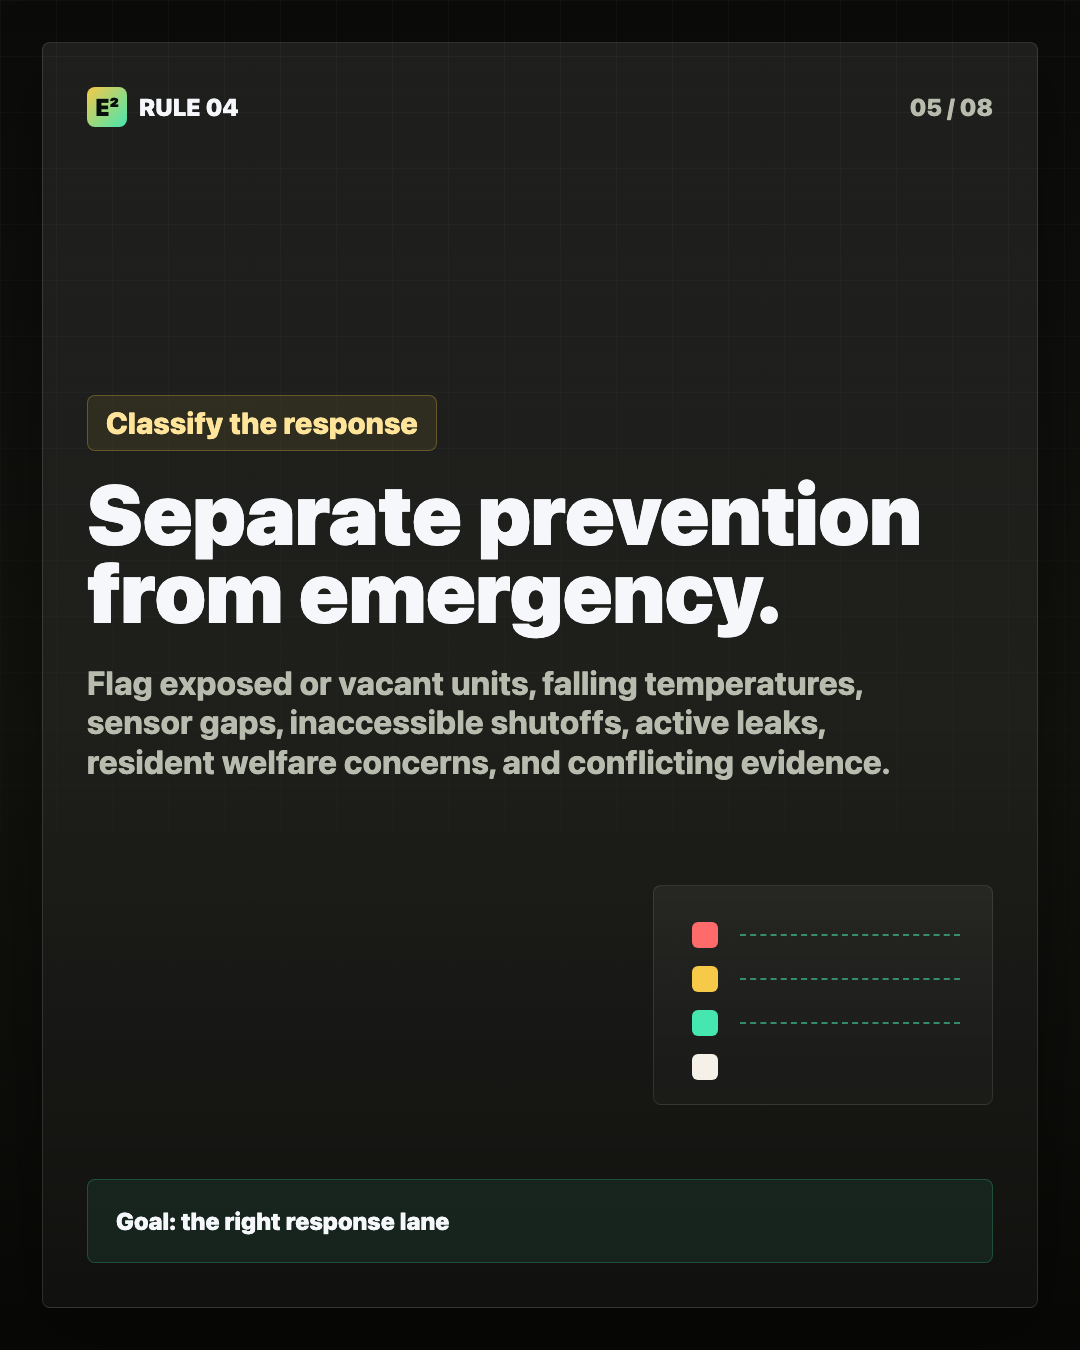 E² RULE 04
05 / 08
Classify the response
Separate prevention
from emergency.
Flag exposed or vacant units, falling temperatures,
sensor gaps, inaccessible shutoffs, active leaks,
resident welfare concerns, and conflicting evidence.
Goal: the right response lane